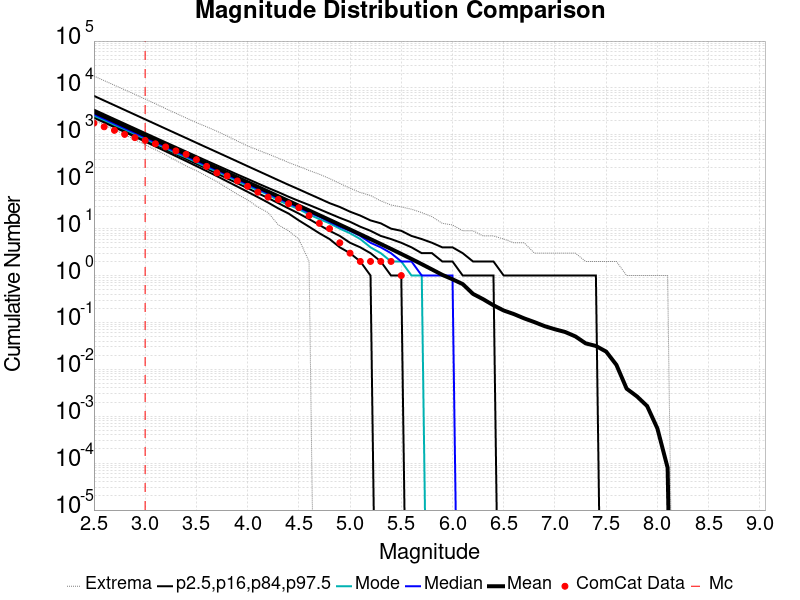 Magnitude Distribution Comparison
10 5
10 4
10 3
10 2
10 1
10 0
10 -1
10 -2
10 -3
10 -4
10 -5
Cumulative Number
2.5 3.0 3.5 4.0 4.5 5.0 5.5 6.0 6.5 7.0 7.5 8.0 8.5 9.0
Magnitude
Extrema p2.5,p16,p84,p97.5 Mode Median Mean ComCat Data Mc